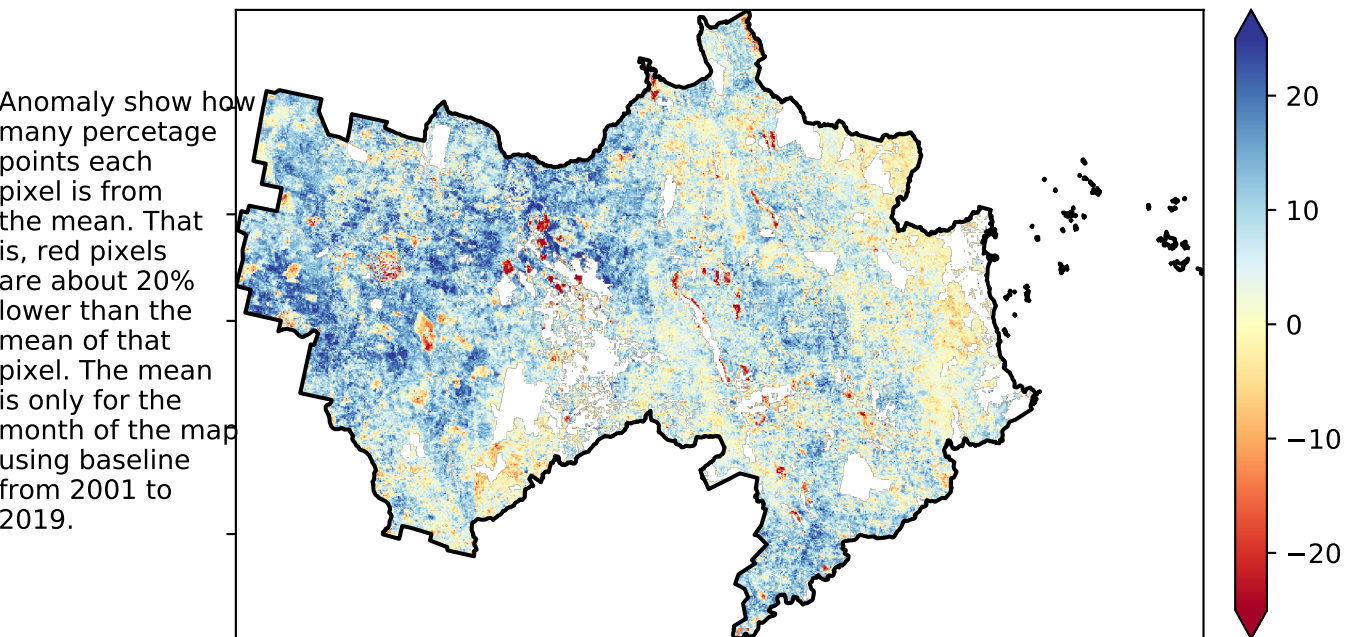 Anomaly show how
many percetage
points each
pixel is from
the mean. That
is, red pixels
are about 20%
lower than the
mean of that
pixel. The mean
is only for the
month of the map
using baseline
from 2001 to
2019.
20
10
0
−10
−20